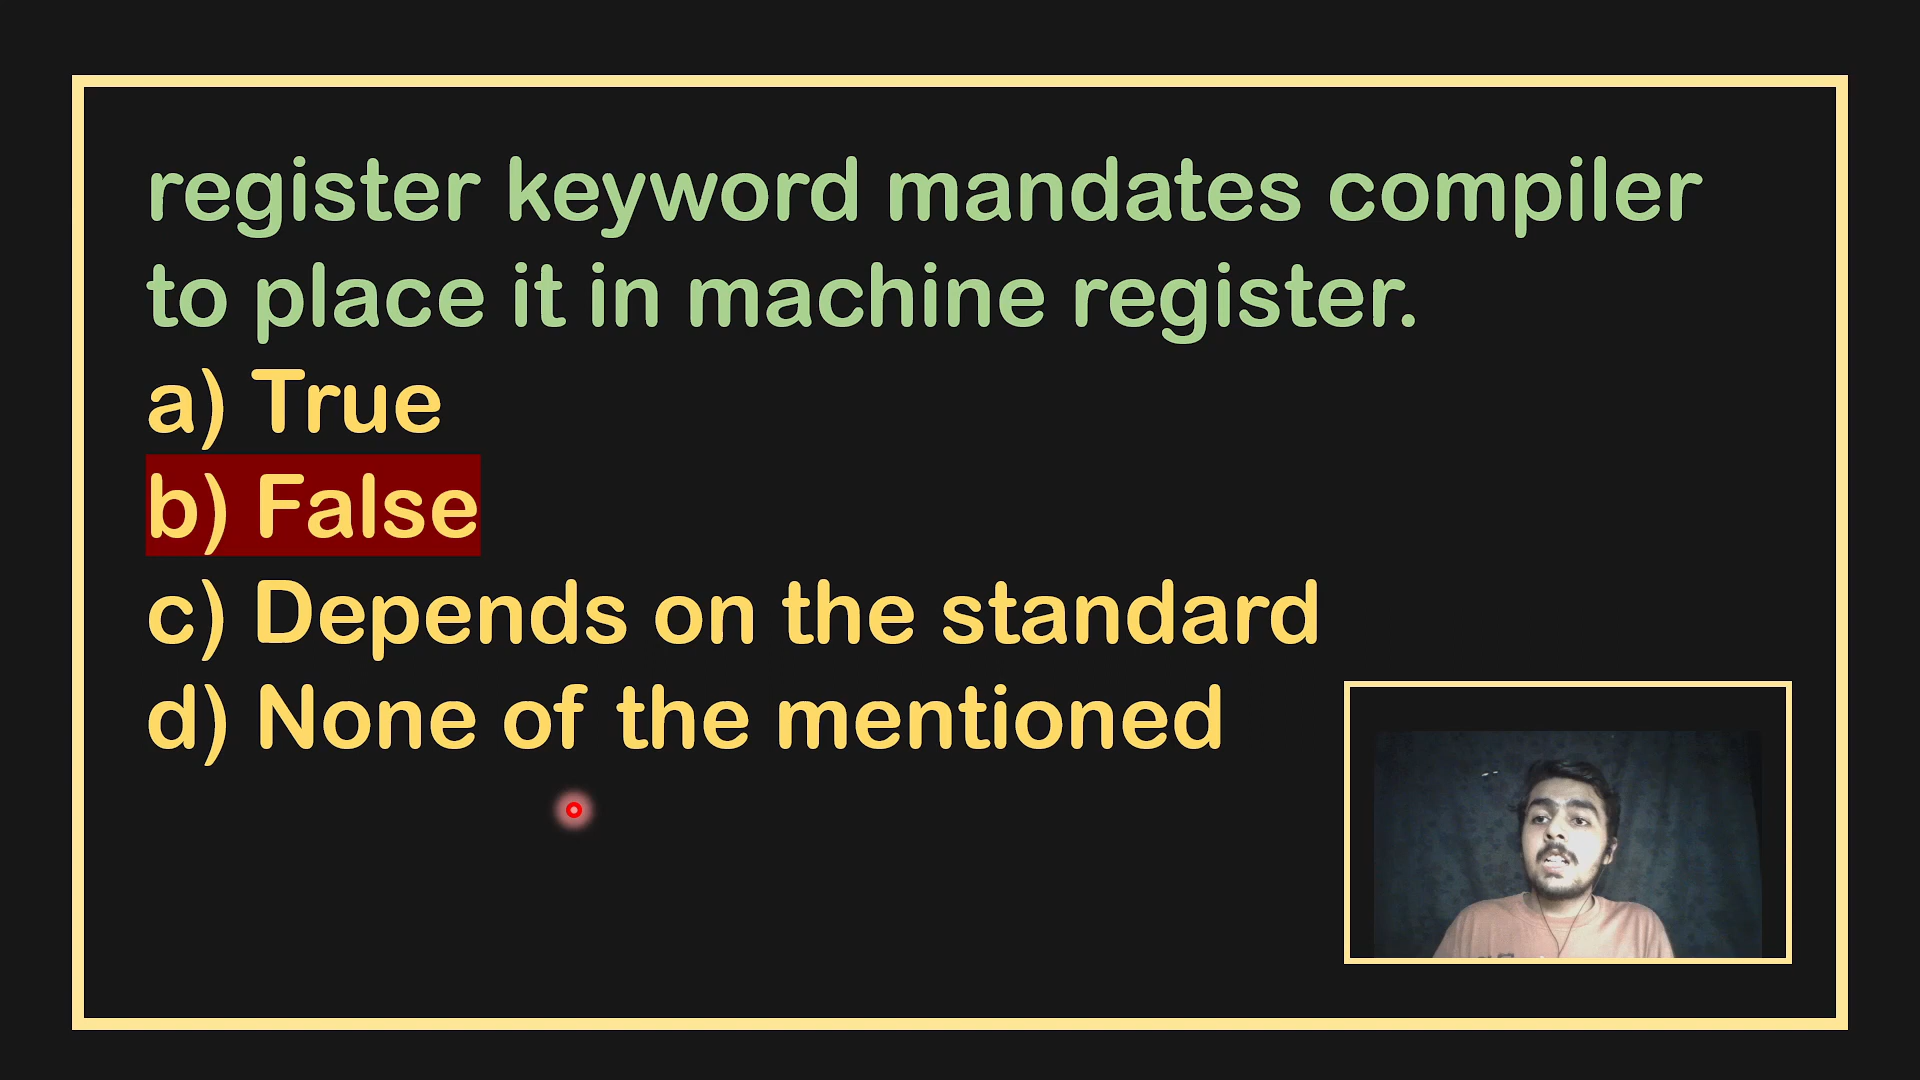 register keyword mandates compiler
to place it in machine register.
a) True
b) False
c) Depends on the standard
d) None of the mentioned